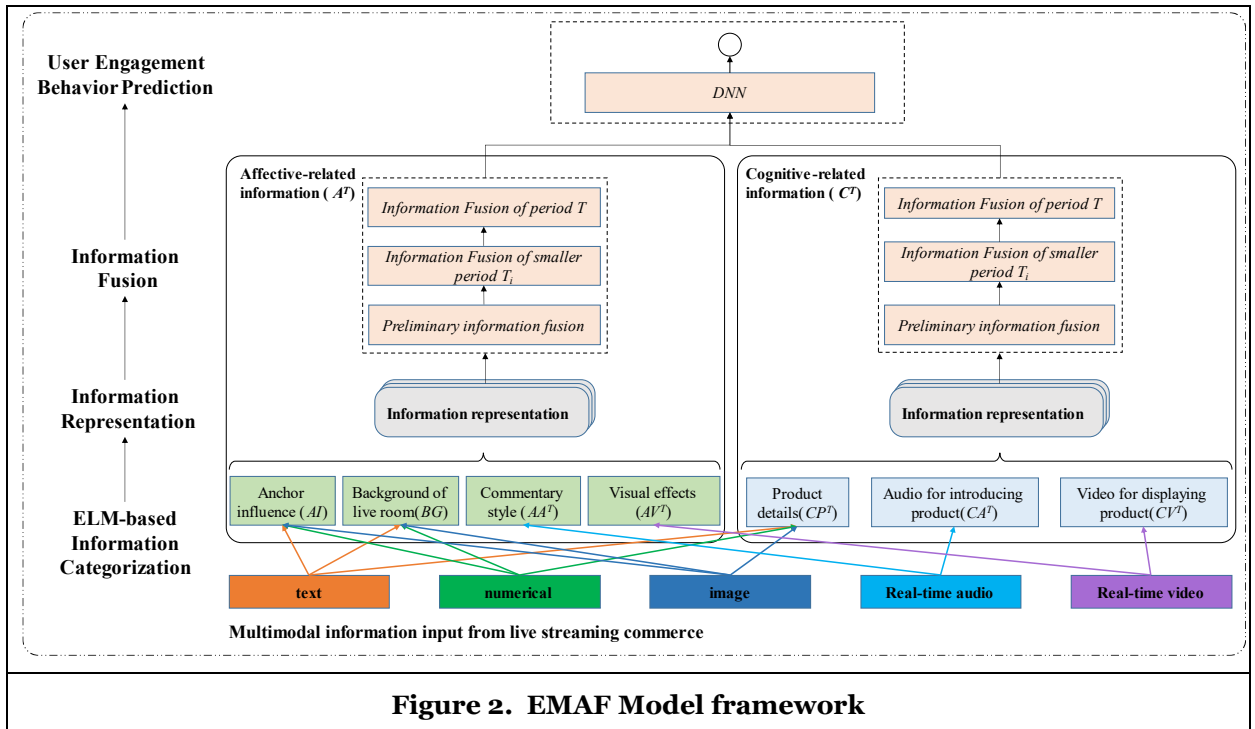 User Engagement
Behavior Prediction
DNN
Affective-related
information ( A^T)
Cognitive-related
information ( C^T)
Information Fusion of period T
Information Fusion of period T
Information
Fusion
Information Fusion of smaller
period T_i
Information Fusion of smaller
period T_i
Preliminary information fusion
Preliminary information fusion
Information
Representation
Information representation
Information representation
ELM-based
Information
Categorization
Anchor
influence (AI)
Background of
live room(BG)
Commentary
style (AA^T)
Visual effects
(AV^T)
Product
details(CP^T)
Audio for introducing
product(CA^T)
Video for displaying
product(CV^T)
text
numerical
image
Real-time audio
Real-time video
Multimodal information input from live streaming commerce
Figure 2. EMAF Model framework